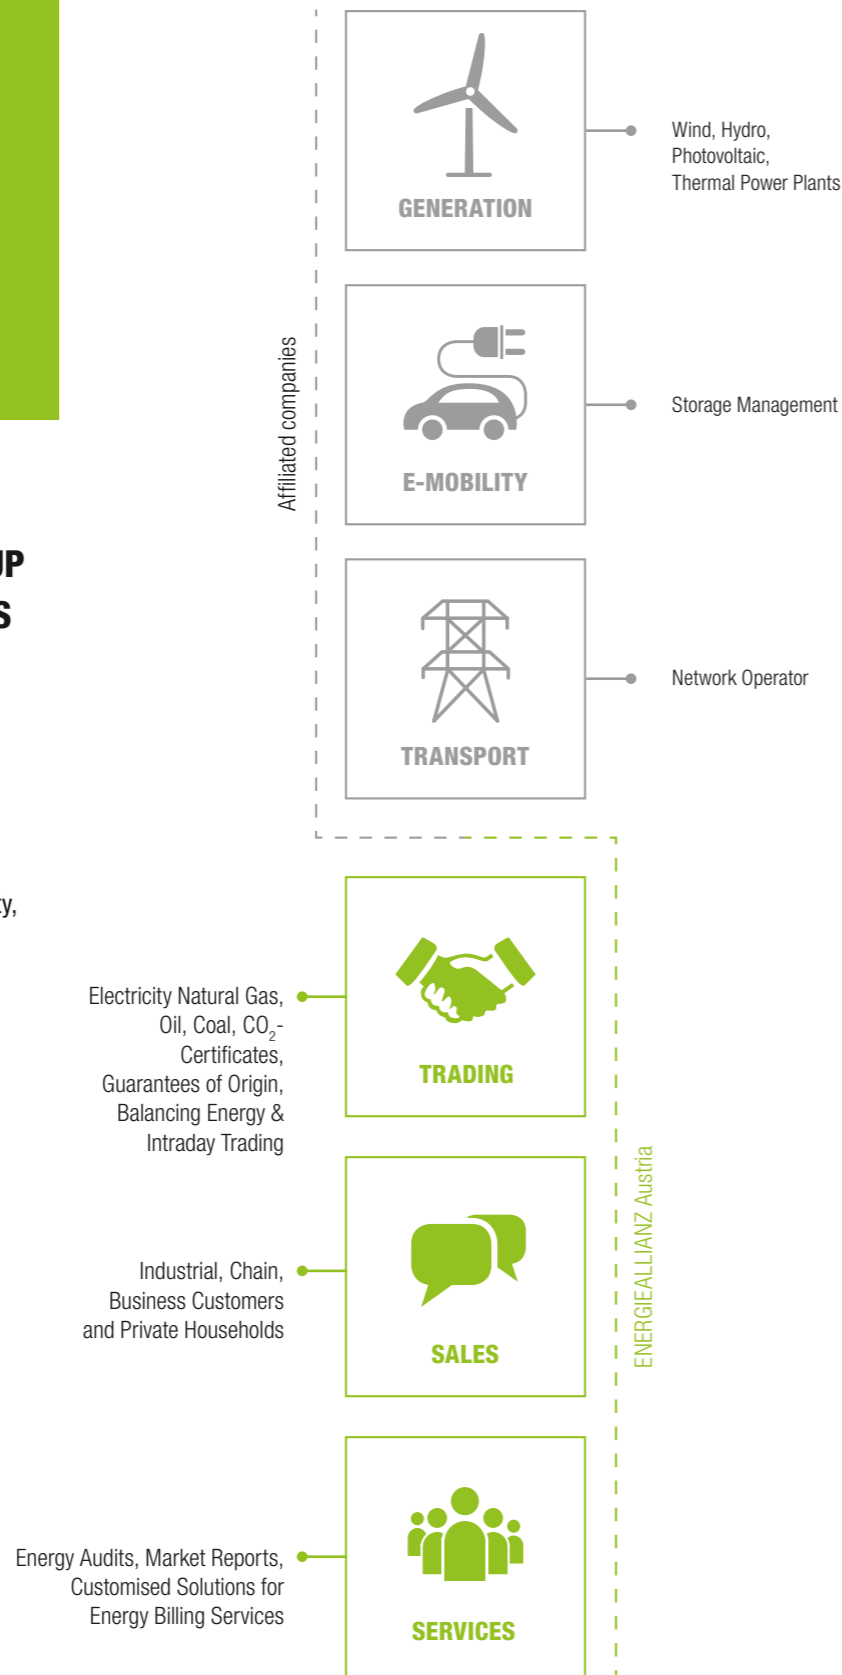 Wind, Hydro,
Photovoltaic,
Thermal Power Plants
GENERATION
Affiliated companies
Storage Management
E-MOBILITY
UP
S
Network Operator
TRANSPORT
ty,
Electricity Natural Gas,
Oil, Coal, CO₂-
Certificates,
Guarantees of Origin,
Balancing Energy &
Intraday Trading
TRADING
ENERGIEALLIANZ Austria
Industrial, Chain,
Business Customers
and Private Households
SALES
Energy Audits, Market Reports,
Customised Solutions for
Energy Billing Services
SERVICES